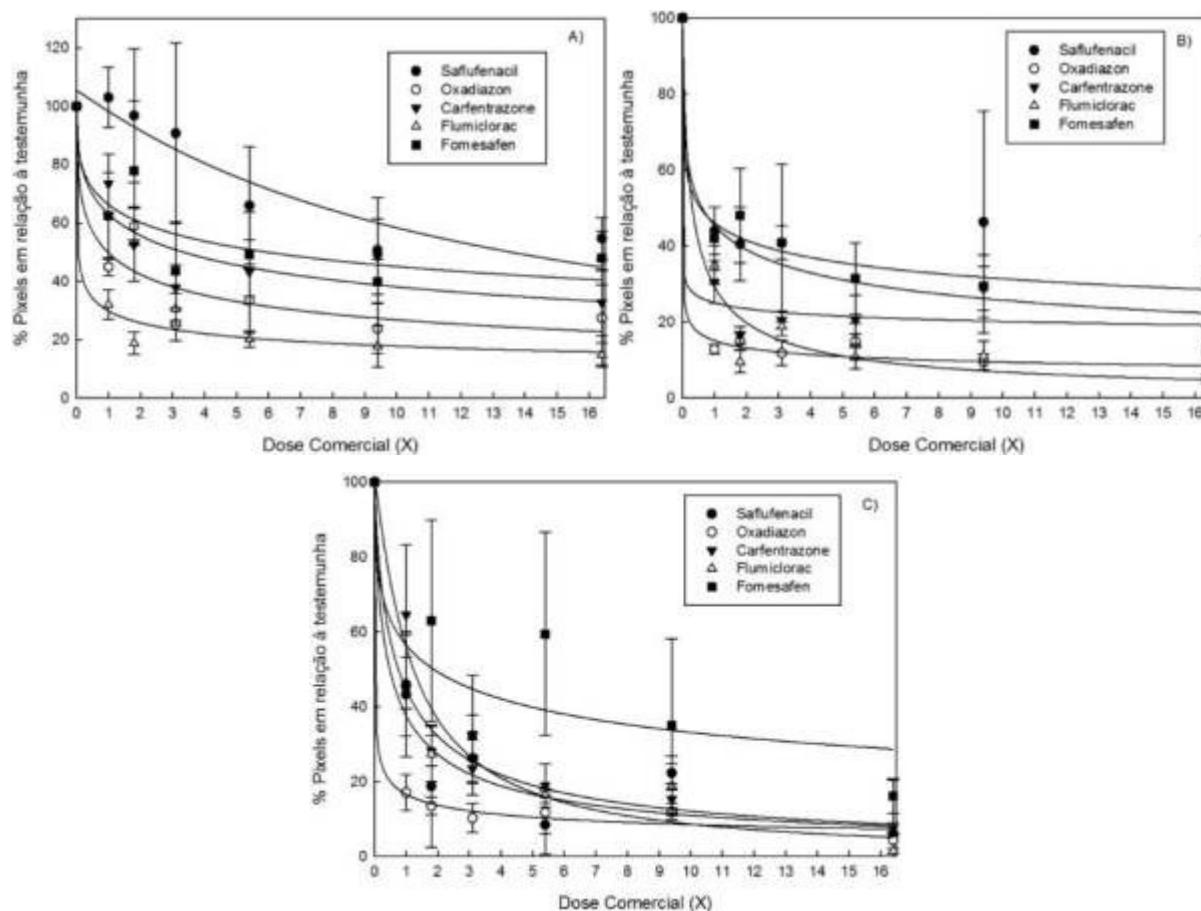 A)
Saflufenacil
Oxadiazon
Carfentrazone
Flumiclorac
Fomesafen
% Pixels em relação à testemunha
120
100
80
60
40
20
0
0 1 2 3 4 5 6 7 8 9 10 11 12 13 14 15 16
Dose Comercial (X)
B)
Saflufenacil
Oxadiazon
Carfentrazone
Flumiclorac
Fomesafen
% Pixels em relação à testemunha
100
80
60
40
20
0
0 1 2 3 4 5 6 7 8 9 10 11 12 13 14 15 16
Dose Comercial (X)
C)
Saflufenacil
Oxadiazon
Carfentrazone
Flumiclorac
Fomesafen
% Pixels em relação à testemunha
100
80
60
40
20
0
0 1 2 3 4 5 6 7 8 9 10 11 12 13 14 15 16
Dose Comercial (X)